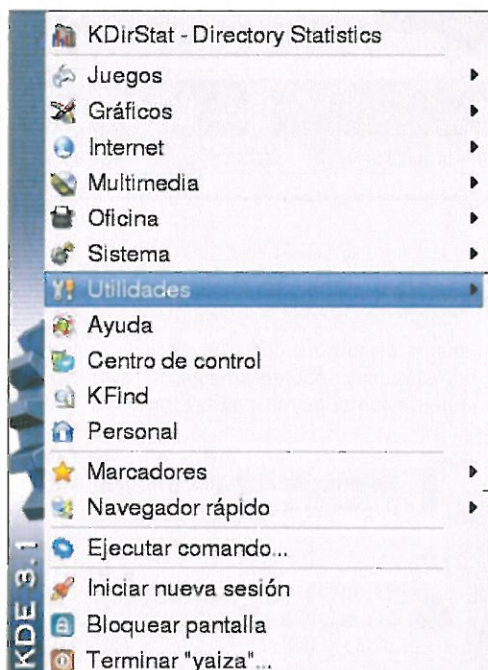 KDirStat - Directory Statistics
Juegos
Gráficos
Internet
Multimedia
Oficina
Sistema
Utilidades
Ayuda
Centro de control
KFind
Personal
Marcadores
Navegador rápido
Ejecutar comando...
Iniciar nueva sesión
Bloquear pantalla
Terminar "yaiza"...
KDE 3.1